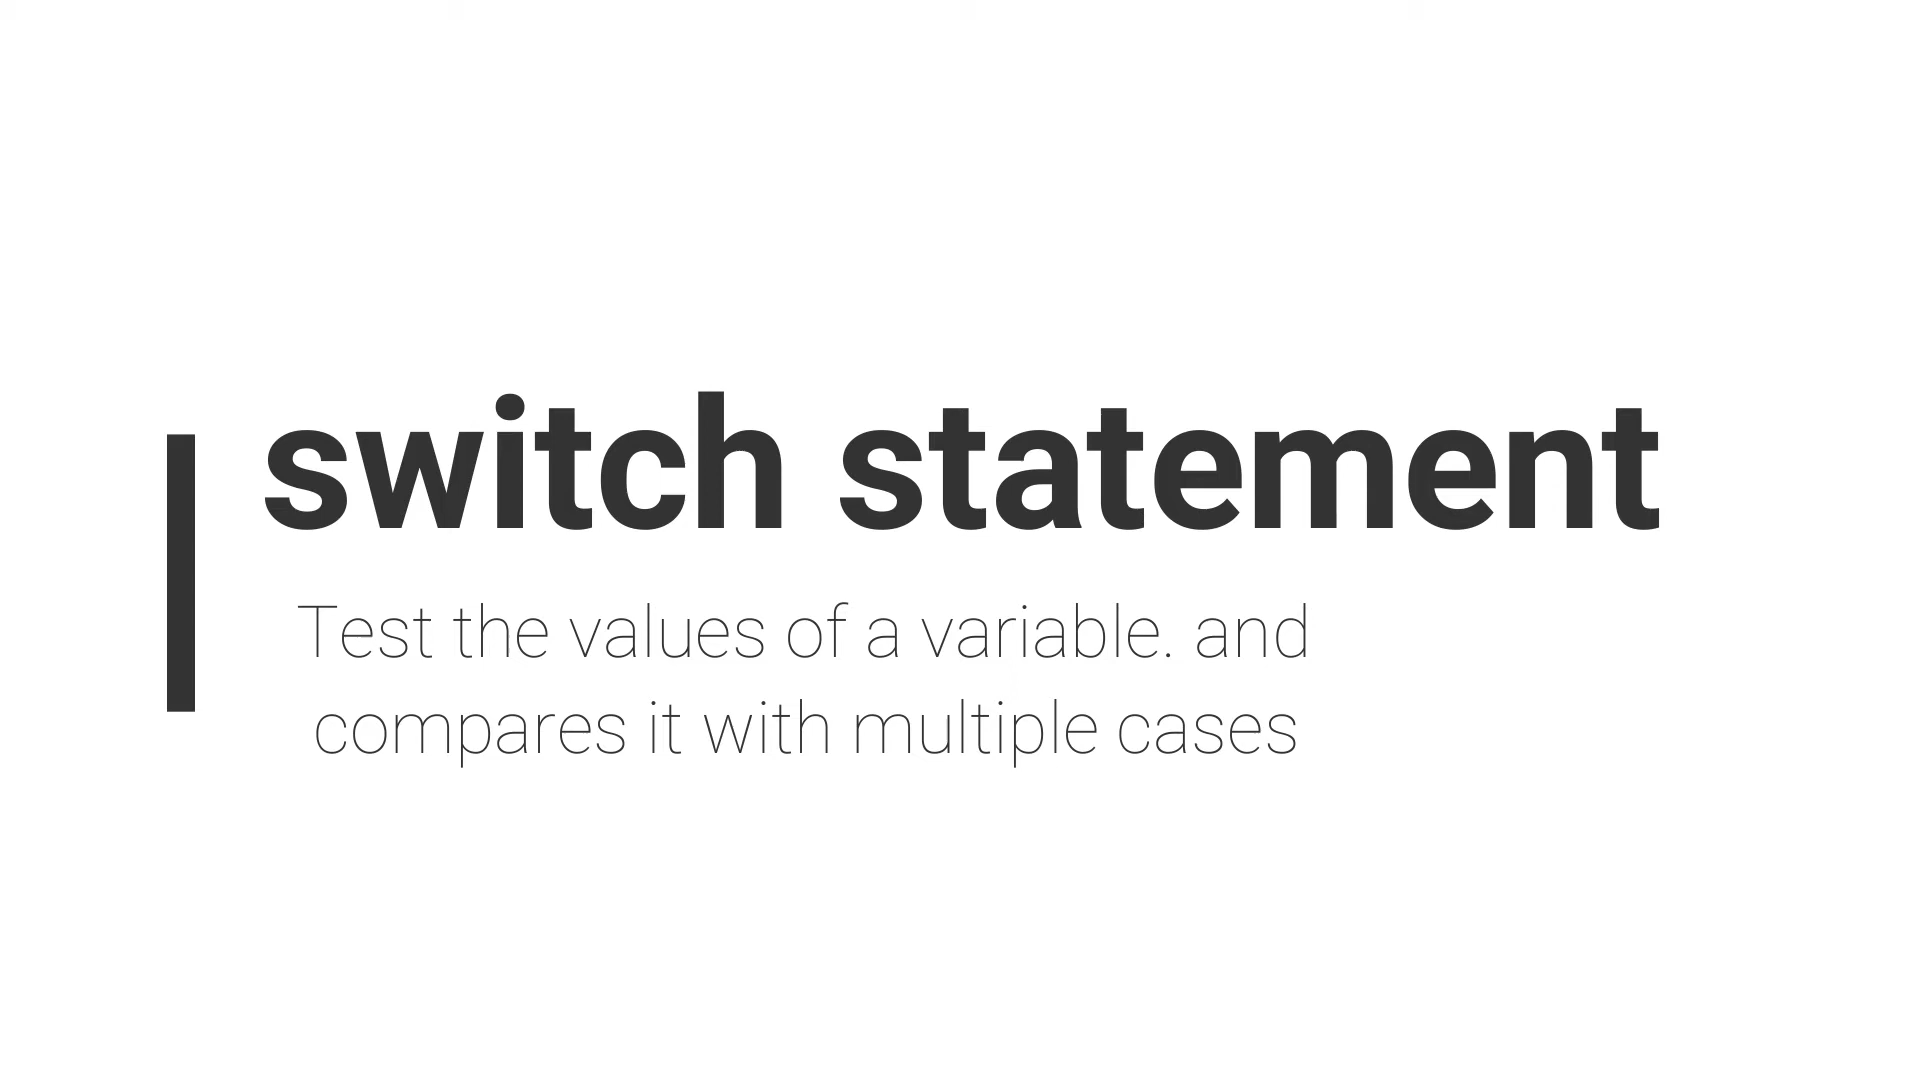 switch statement
Test the values of a variable. and
compares it with multiple cases